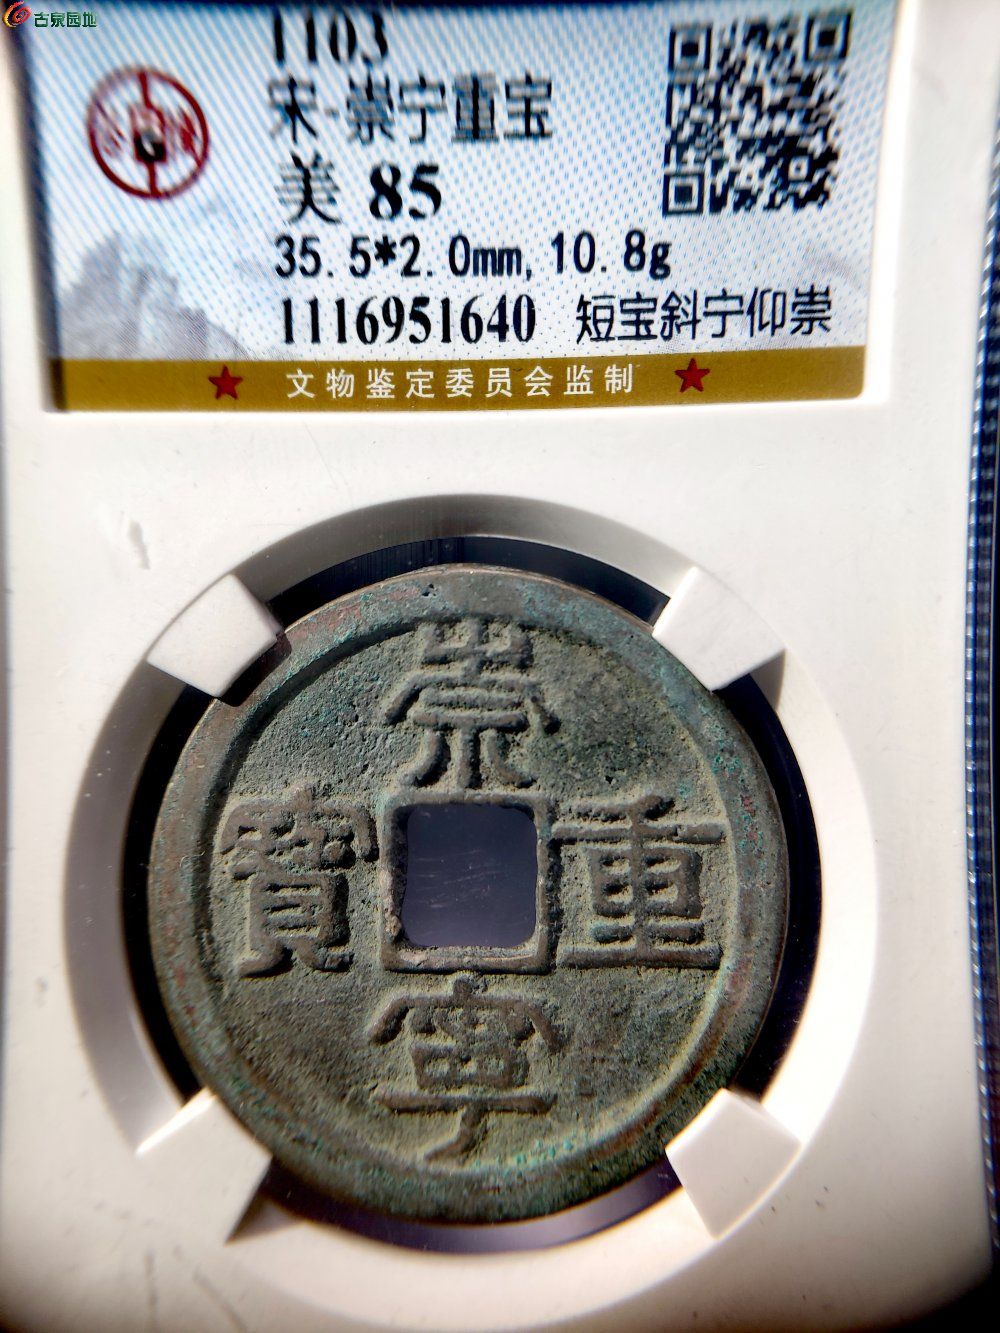 古泉园地
1103
宋-崇宁重宝
美 85
35.5*2.0mm, 10.8g
1116951640 短宝斜宁仰崇
★ 文物鉴定委员会监制 ★
崇
寶 重
寧